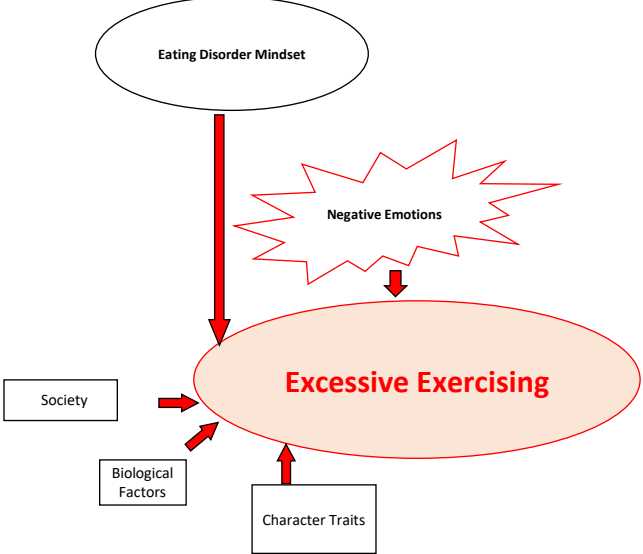 Eating Disorder Mindset
Negative Emotions
Excessive Exercising
Society
Biological
Factors
Character Traits